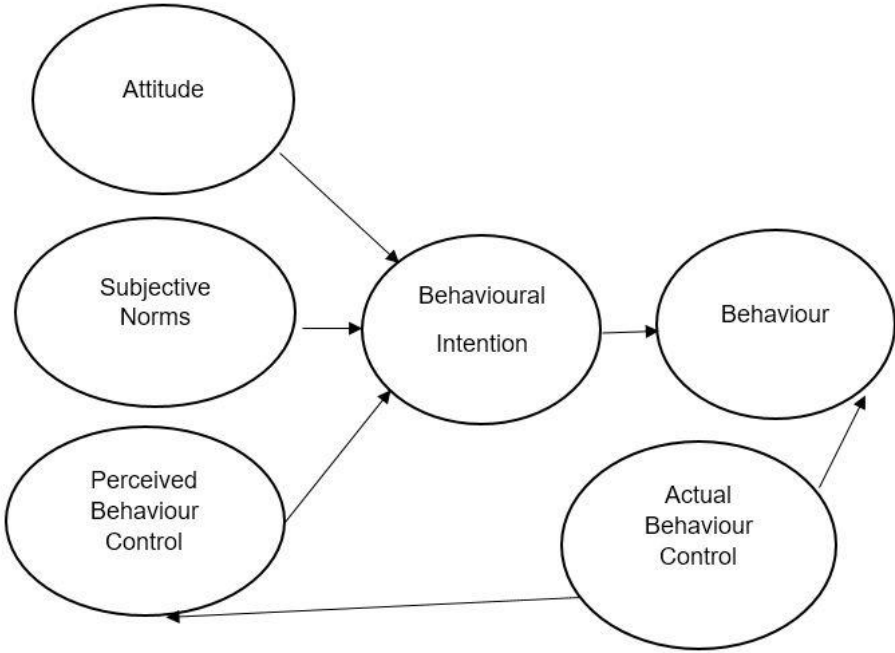 Attitude
Subjective
Norms
Behavioural
Intention
Behaviour
Perceived
Behaviour
Control
Actual
Behaviour
Control